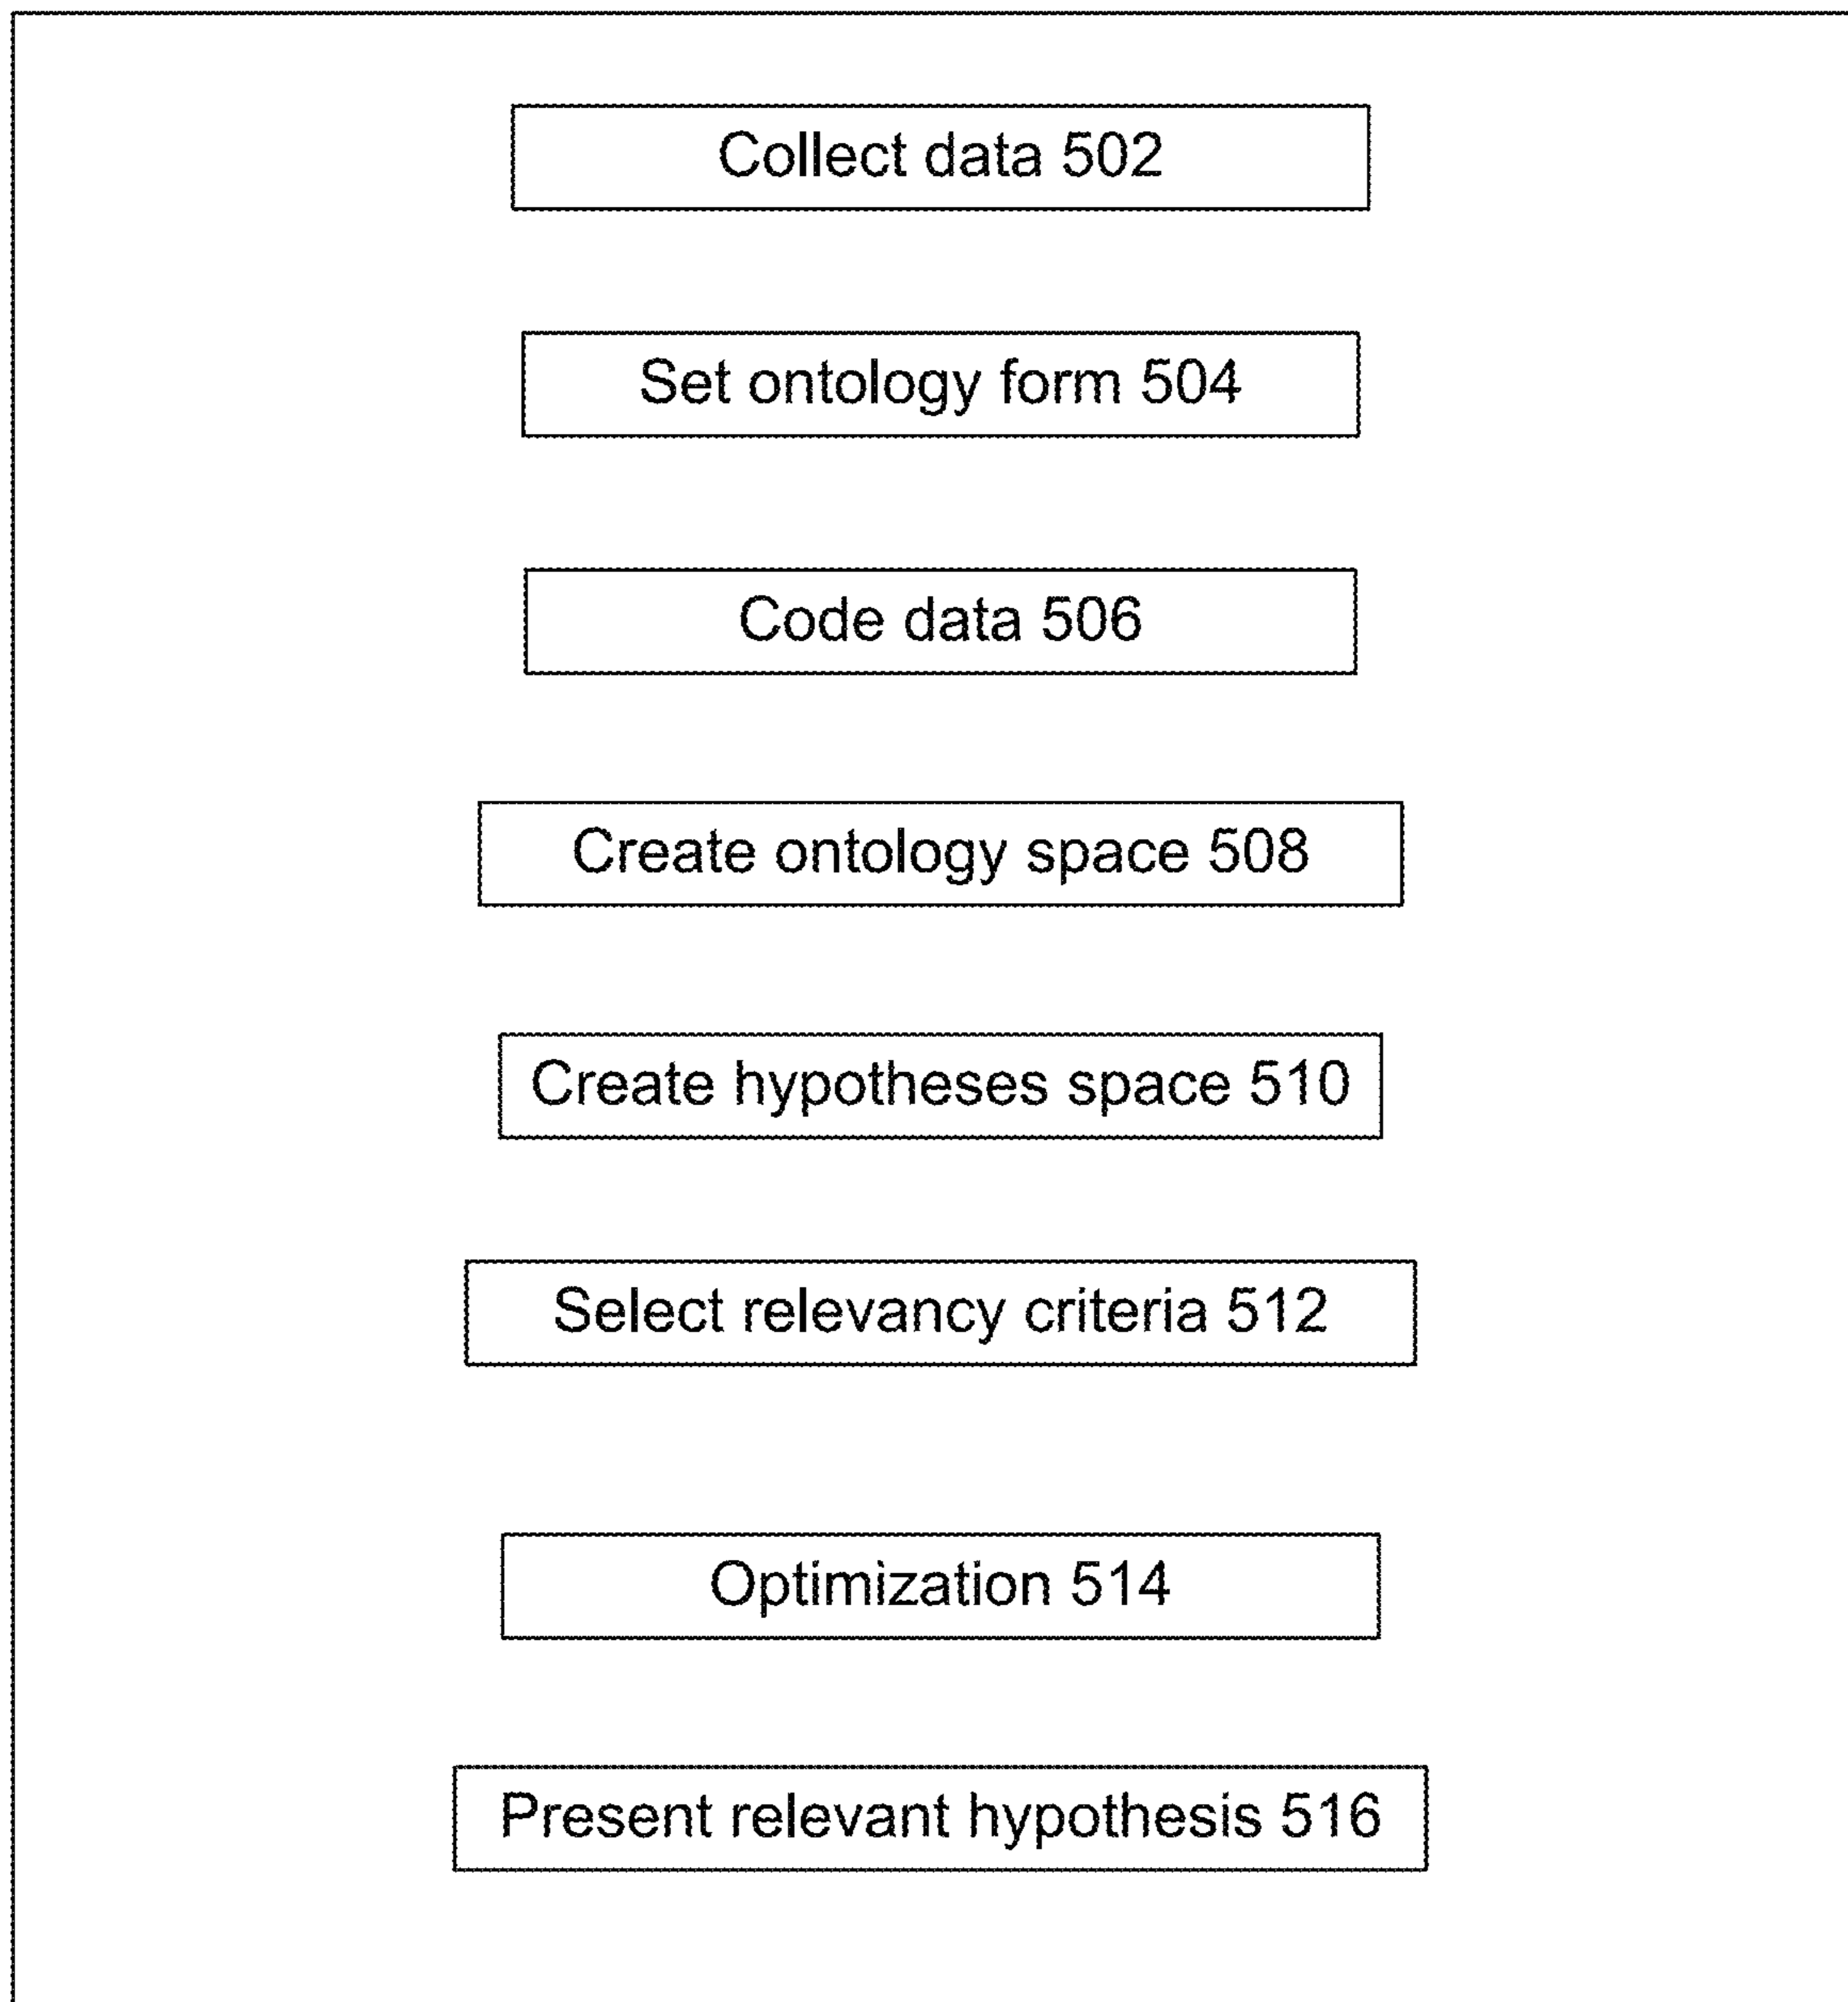 Collect data 502
Set ontology form 504
Code data 506
Create ontology space 508
Create hypotheses space 510
Select relevancy criteria 512
Optimization 514
Present relevant hypothesis 516